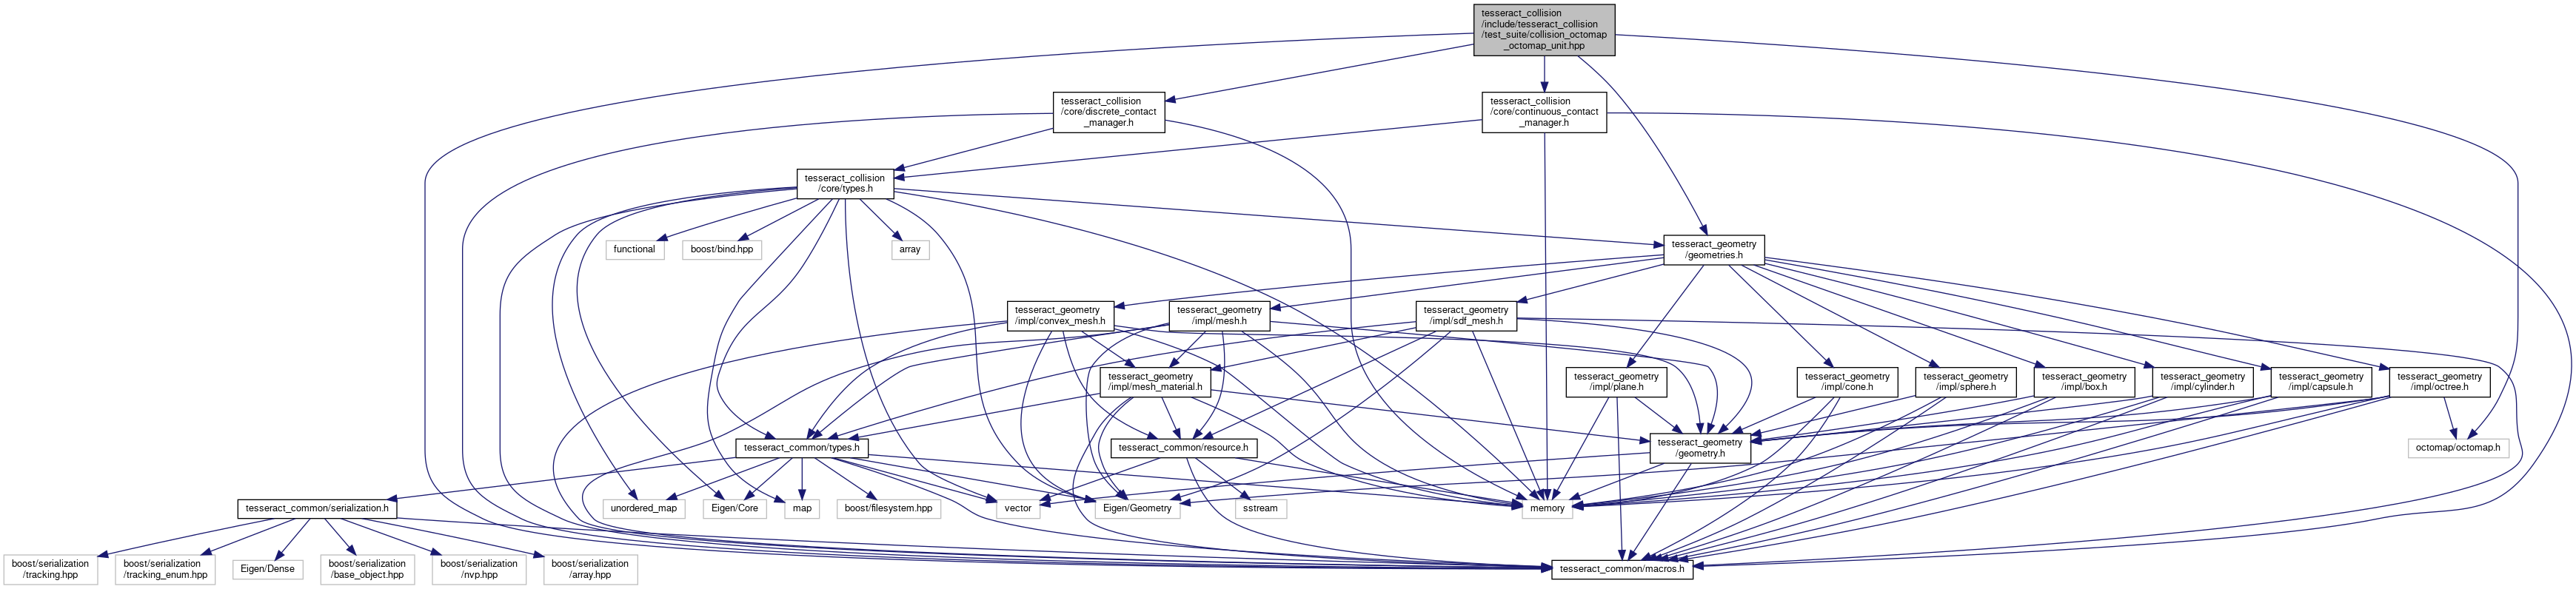 tesseract_collision
/include/tesseract_collision
/test_suite/collision_octomap
_octomap_unit.hpp
tesseract_collision
/core/discrete_contact
_manager.h
tesseract_collision
/core/continuous_contact
_manager.h
tesseract_collision
/core/types.h
functional
boost/bind.hpp
array
tesseract_geometry
/geometries.h
tesseract_geometry
/impl/convex_mesh.h
tesseract_geometry
/impl/mesh.h
tesseract_geometry
/impl/sdf_mesh.h
tesseract_geometry
/impl/mesh_material.h
tesseract_geometry
/impl/plane.h
tesseract_geometry
/impl/cone.h
tesseract_geometry
/impl/sphere.h
tesseract_geometry
/impl/box.h
tesseract_geometry
/impl/cylinder.h
tesseract_geometry
/impl/capsule.h
tesseract_geometry
/impl/octree.h
tesseract_common/types.h
tesseract_common/resource.h
tesseract_geometry
/geometry.h
octomap/octomap.h
tesseract_common/serialization.h
unordered_map
Eigen/Core
map
boost/filesystem.hpp
vector
Eigen/Geometry
sstream
memory
boost/serialization
/tracking.hpp
boost/serialization
/tracking_enum.hpp
Eigen/Dense
boost/serialization
/base_object.hpp
boost/serialization
/nvp.hpp
boost/serialization
/array.hpp
tesseract_common/macros.h